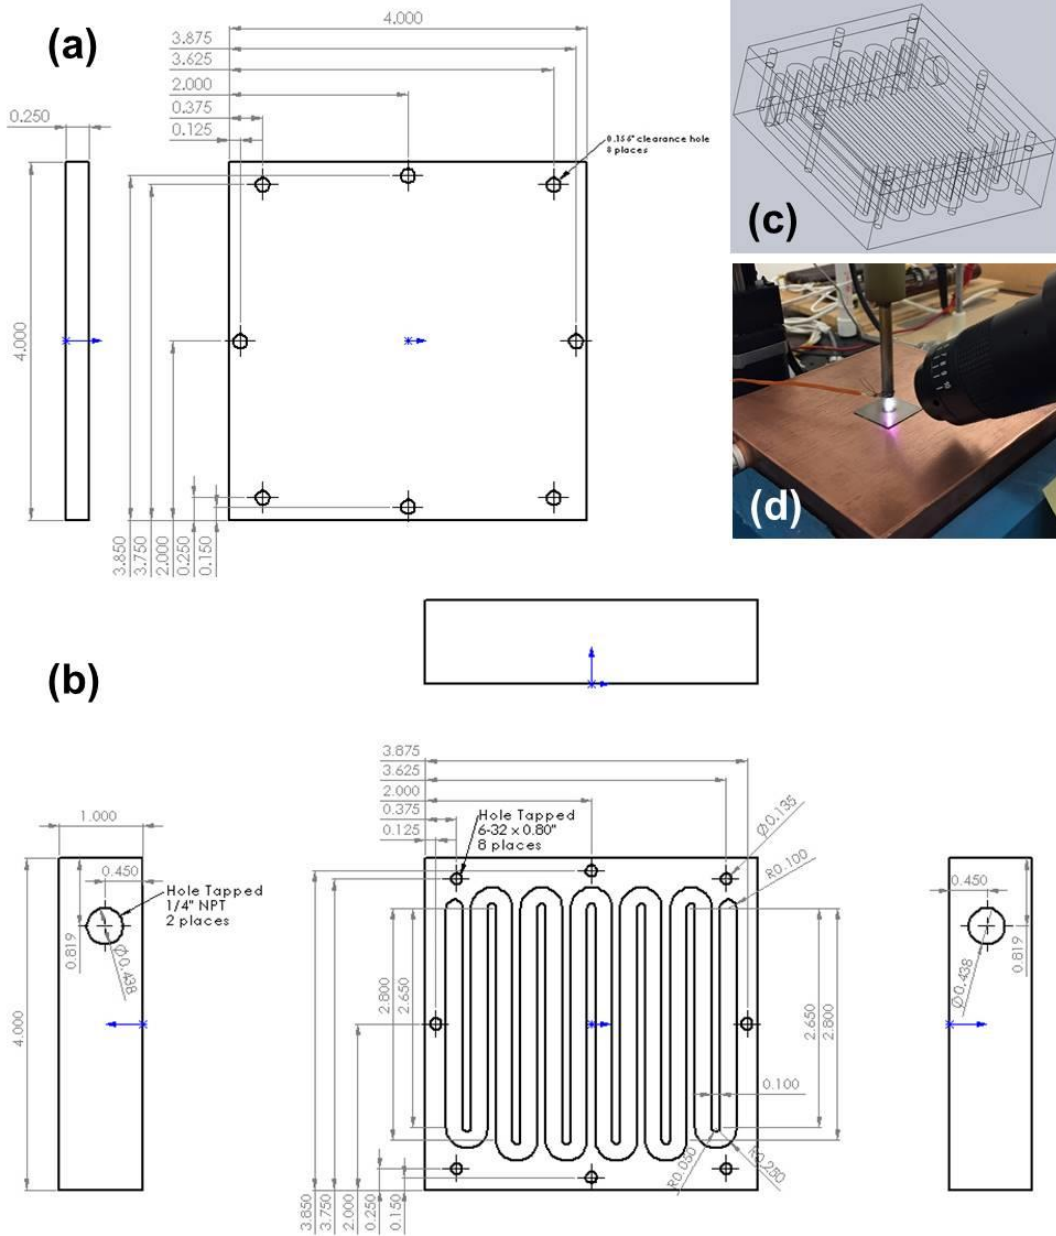 (a)
4.000
3.875
3.625
2.000
0.375
0.125
0.250
0.156" clearance hole
8 places
4.000
3.850
3.750
2.000
0.250
0.150
(c)
(d)
(b)
3.875
3.625
2.000
0.375
0.125
Hole Tapped
6-32 x 0.80"
8 places
Ø0.135
R0.100
1.000
0.450
Hole Tapped
1/4" NPT
2 places
0.819
Ø0.438
4.000
2.800
2.650
2.650
2.800
0.100
R0.050
R0.250
3.850
3.750
2.000
0.250
0.150
0.450
0.819
Ø0.438